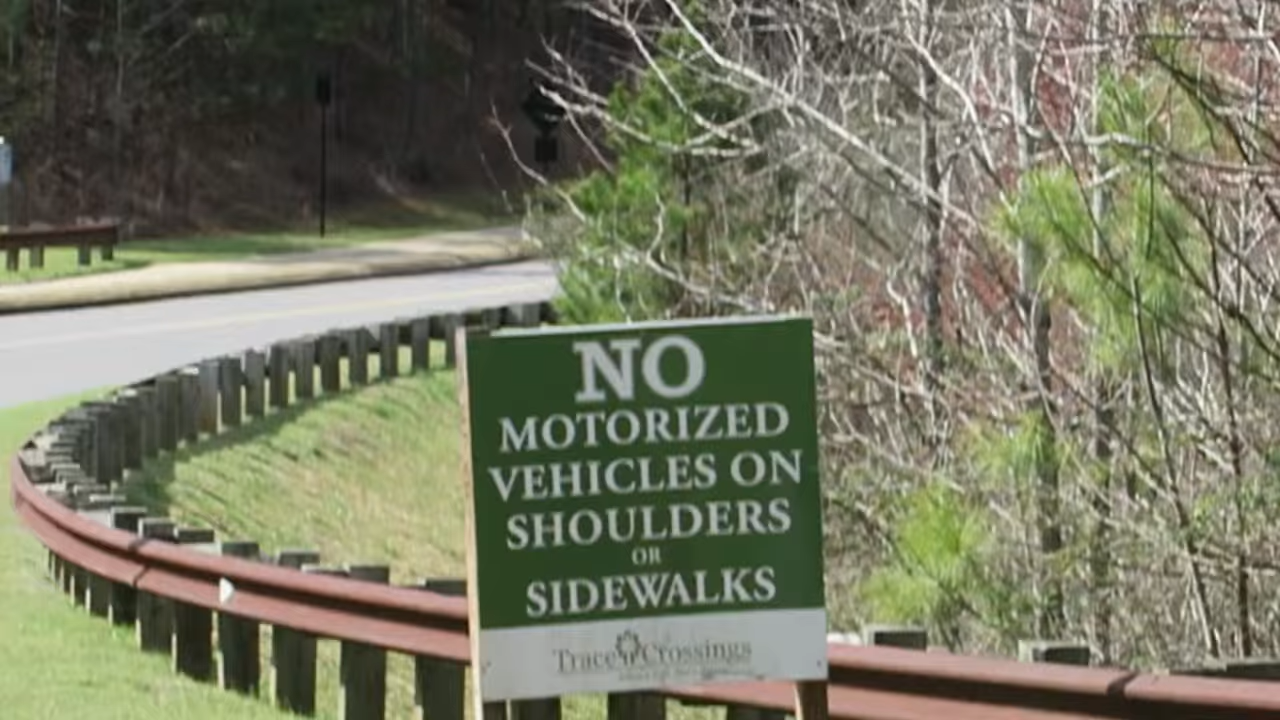 NO
MOTORIZED
VEHICLES ON
SHOULDERS
OR
SIDEWALKS
Trace Crossings